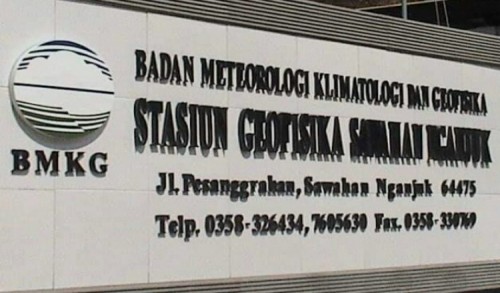 BADAN METEOROLOGI KLIMATOLOGI DAN GEOFISIKA
STASIUN GEOFISIKA SAWAHAN NGANJUK
BMKG
Jl. Pesanggrahan, Sawahan Nganjuk 64475
Telp. 0358-326434, 7605630 Fax. 0358-330769